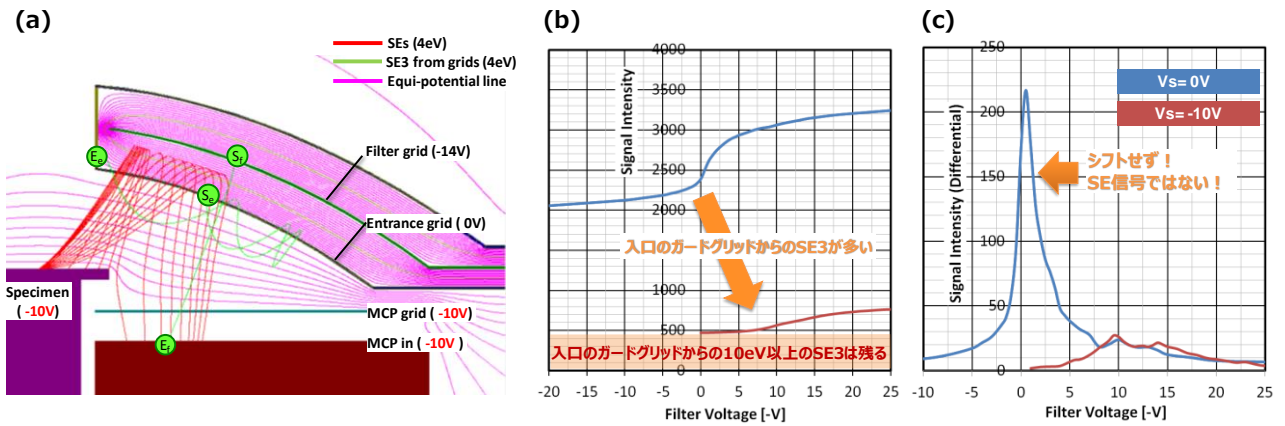 (a)
SEs (4eV)
SE3 from grids (4eV)
Equi-potential line
Ee
Sf
Se
Ef
Filter grid (-14V)
Entrance grid ( 0V)
Specimen
( -10V)
MCP grid ( -10V)
MCP in ( -10V )
(b)
Signal Intensity
4000
3000
2000
1000
500
0
入口のガードグリッドからのSE3が多い
入口のガードグリッドからの10eV以上のSE3は残る
-20 -15 -10 -5 0 5 10 15 20 25
Filter Voltage [-V]
(c)
Signal Intensity (Differential)
250
200
150
100
50
0
Vs= 0V
Vs= -10V
シフトせず！
SE信号ではない！
-10 -5 0 5 10 15 20 25
Filter Voltage [-V]